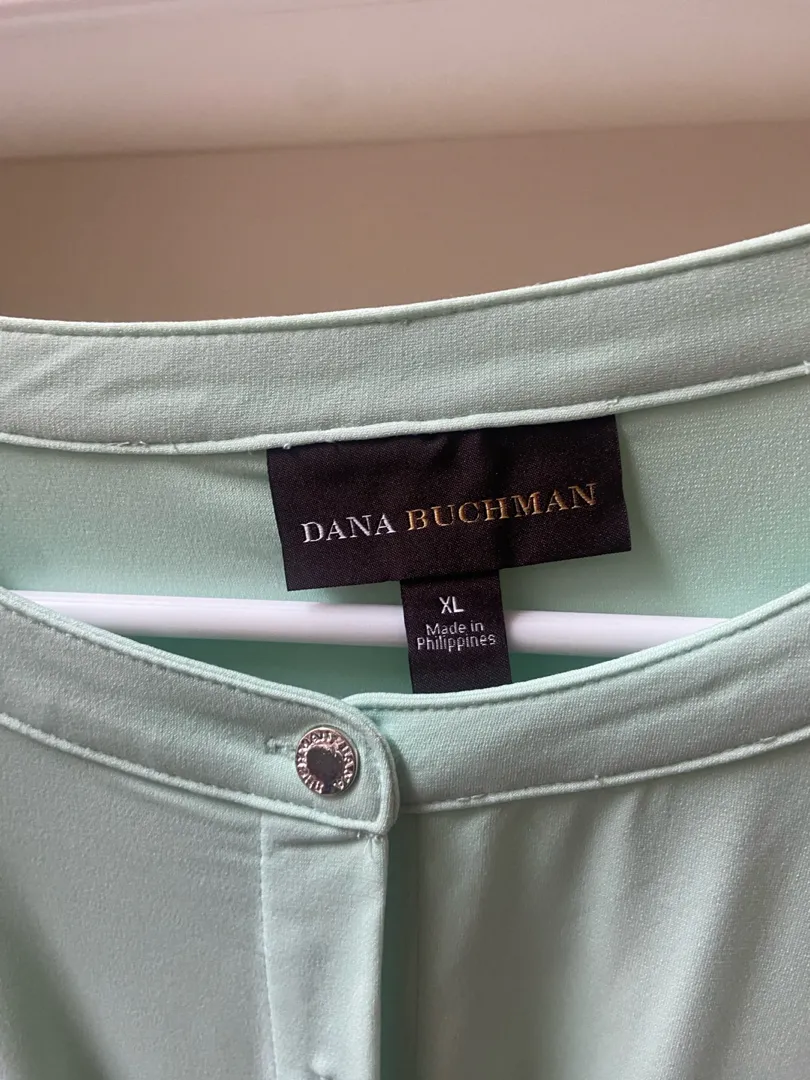 DANA BUCHMAN
XL
Made in
Philippines